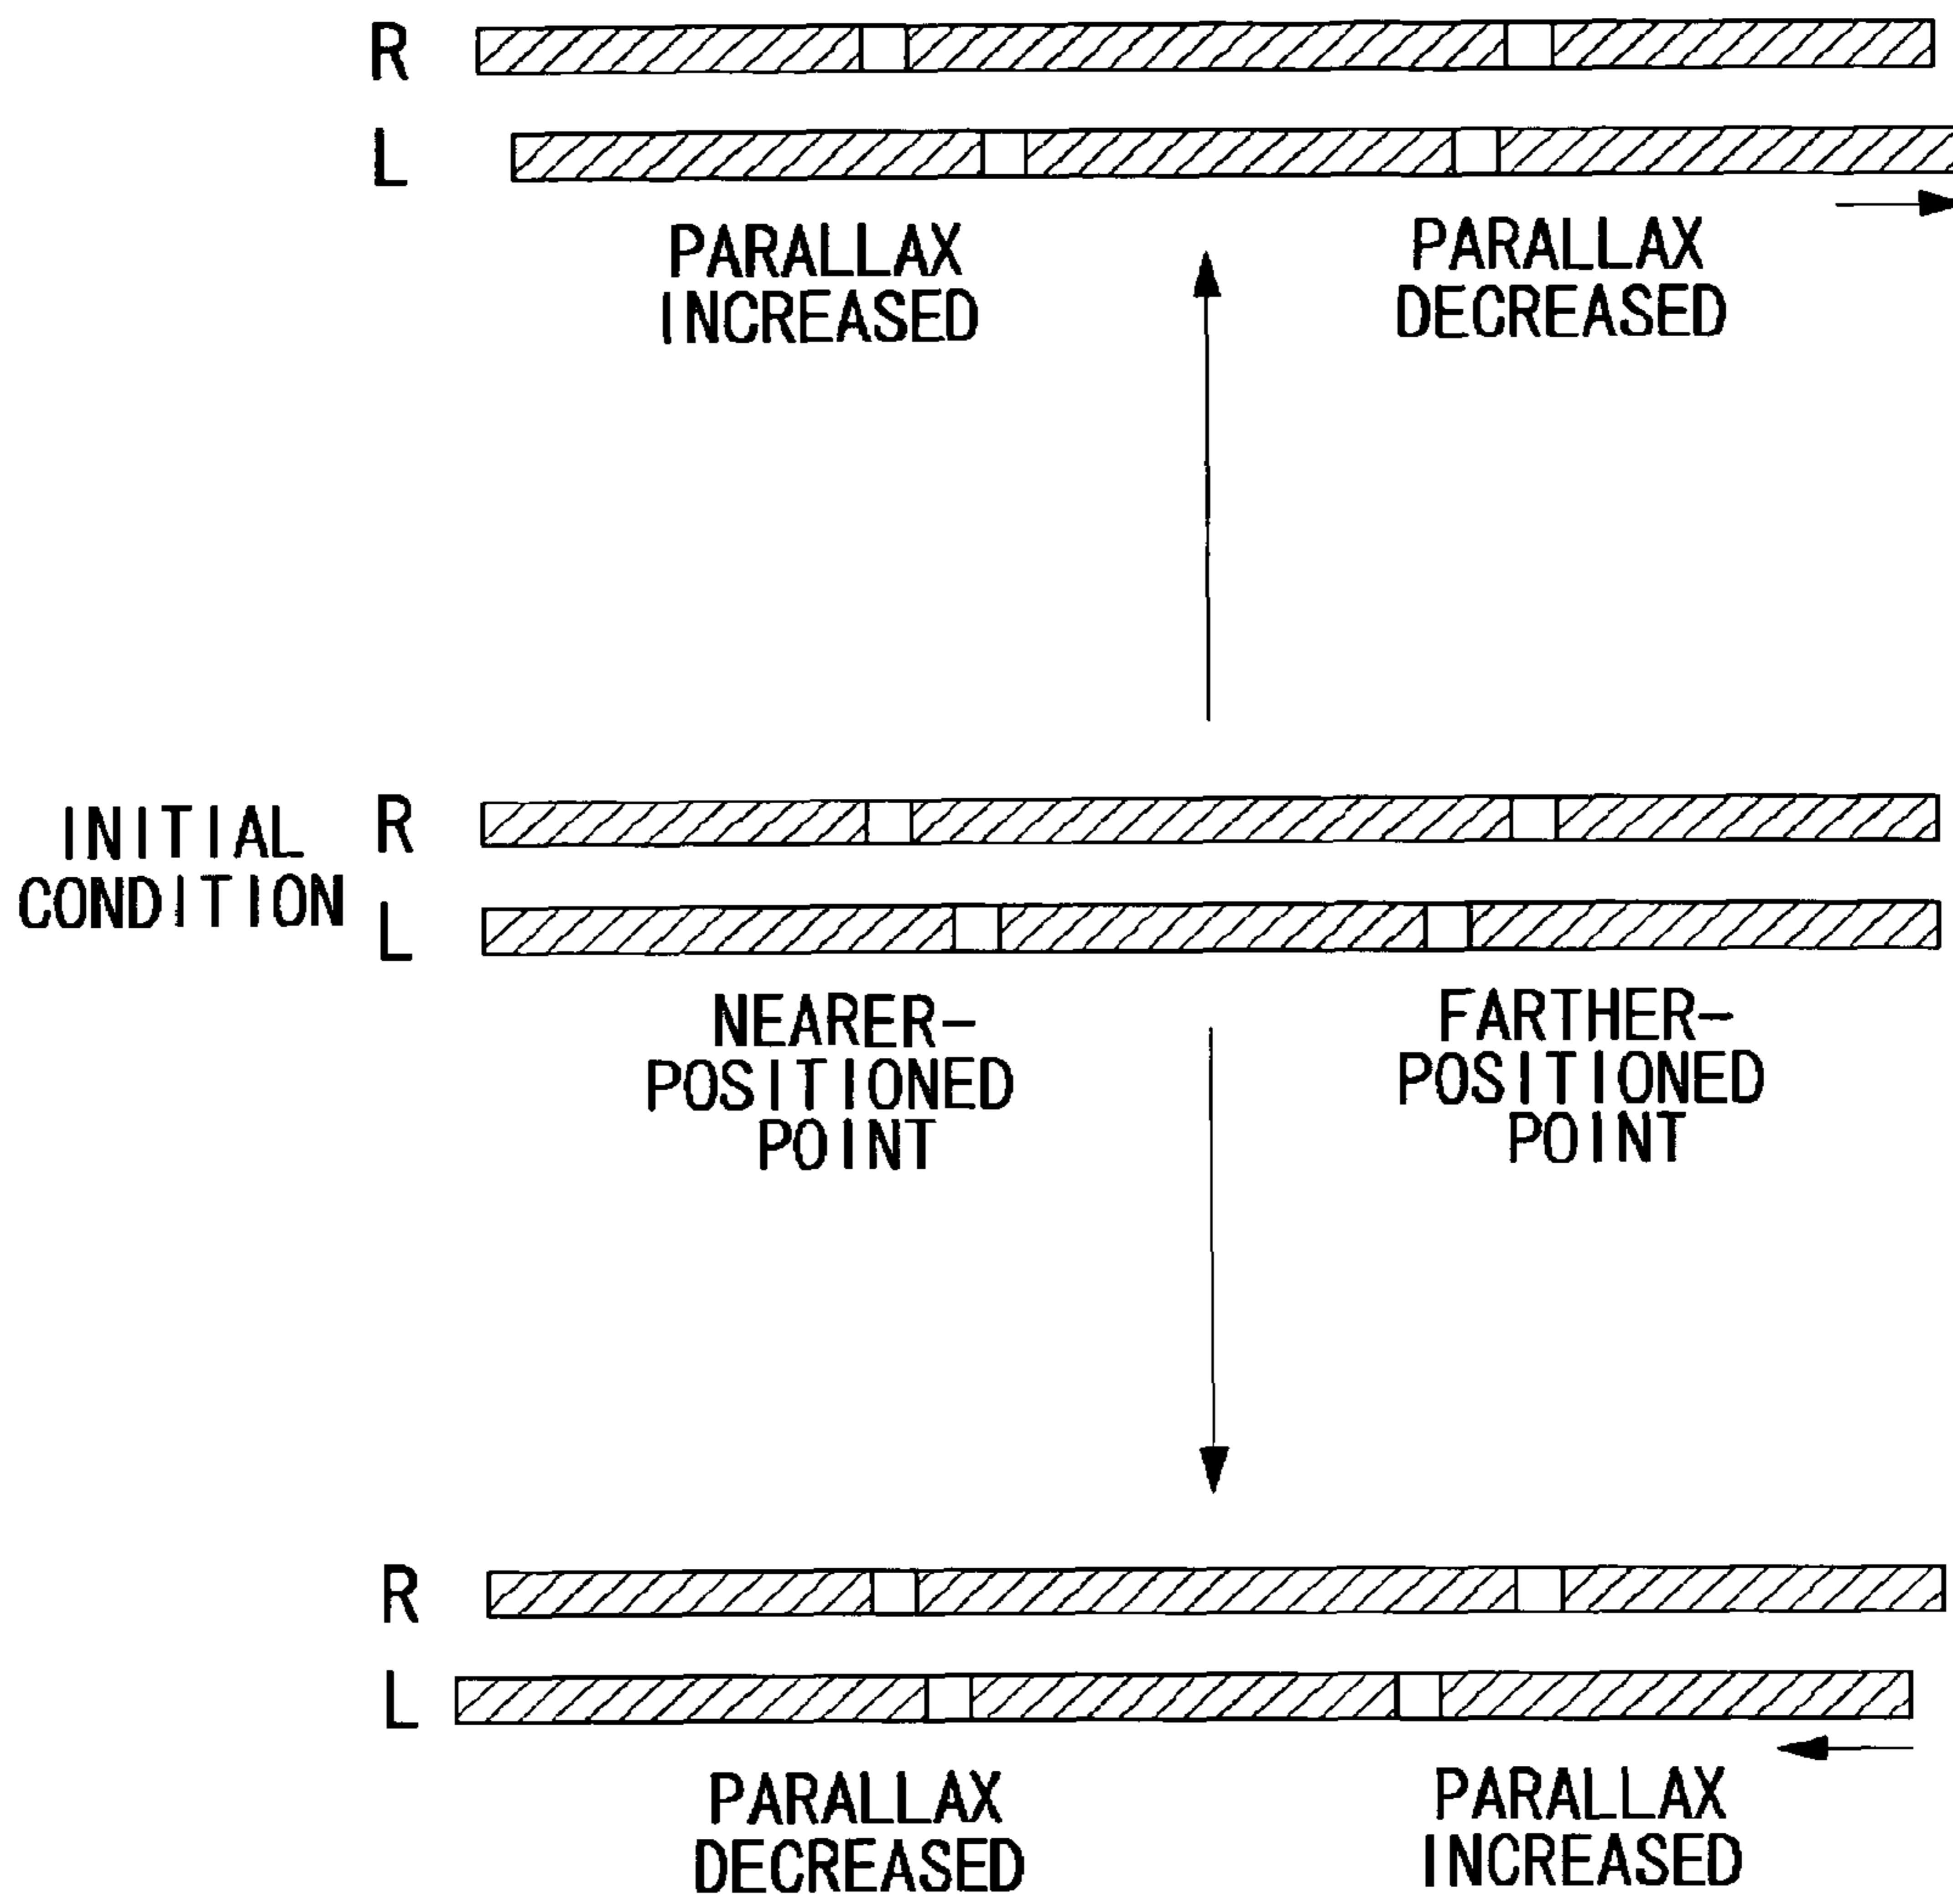 R
L
PARALLAX
INCREASED
PARALLAX
DECREASED
INITIAL
CONDITION
R
L
NEARER-
POSITIONED
POINT
FARTHER-
POSITIONED
POINT
R
L
PARALLAX
DECREASED
PARALLAX
INCREASED